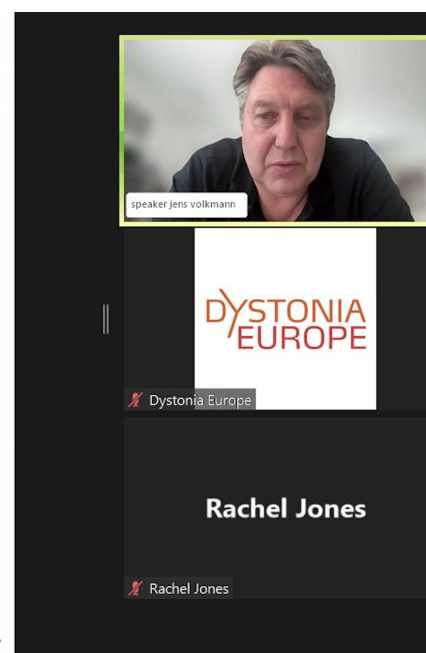 speaker jens volkmann
DYSTONIA
EUROPE
Dystonia Europe
Rachel Jones
Rachel Jones